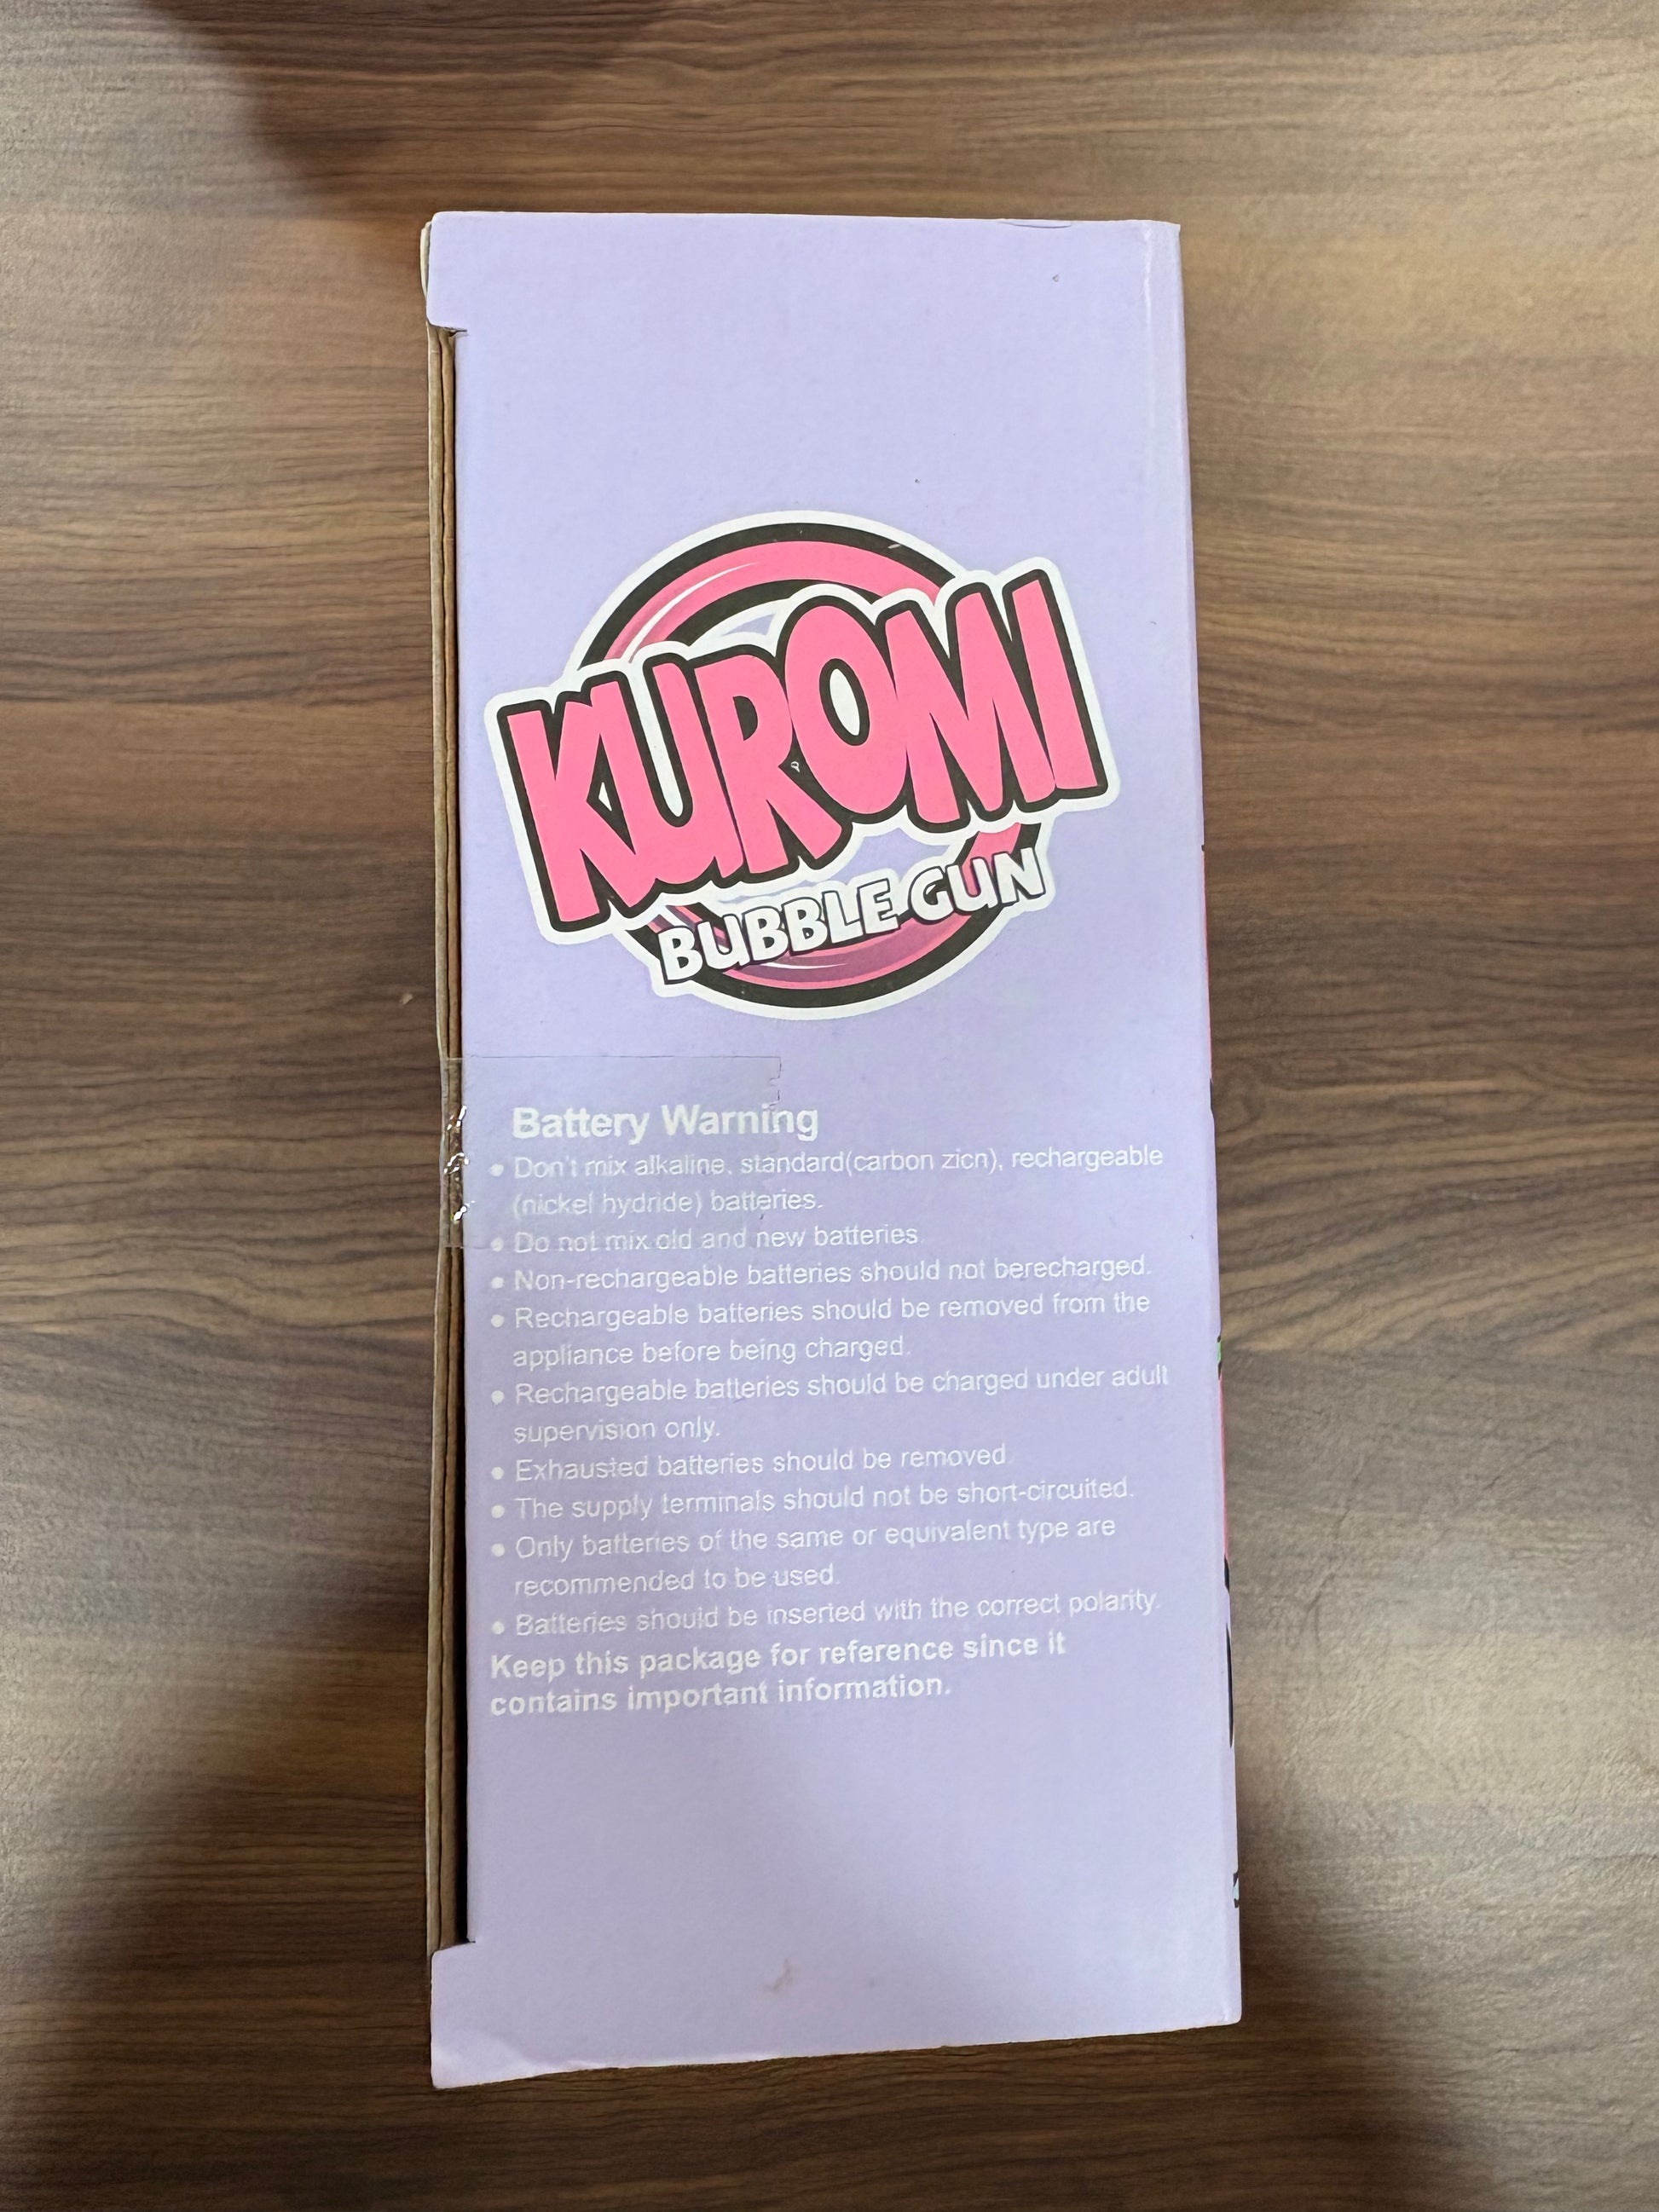 KUROMI
BUBBLE GUN
Battery Warning
• Don't mix alkaline, standard(carbon zicn), rechargeable
(nickel hydride) batteries.
• Do not mix old and new batteries.
• Non-rechargeable batteries should not berecharged.
• Rechargeable batteries should be removed from the
appliance before being charged.
• Rechargeable batteries should be charged under adult
supervision only.
• Exhausted batteries should be removed.
• The supply terminals should not be short-circuited.
• Only batteries of the same or equivalent type are
recommended to be used.
• Batteries should be inserted with the correct polarity.
Keep this package for reference since it
contains important information.